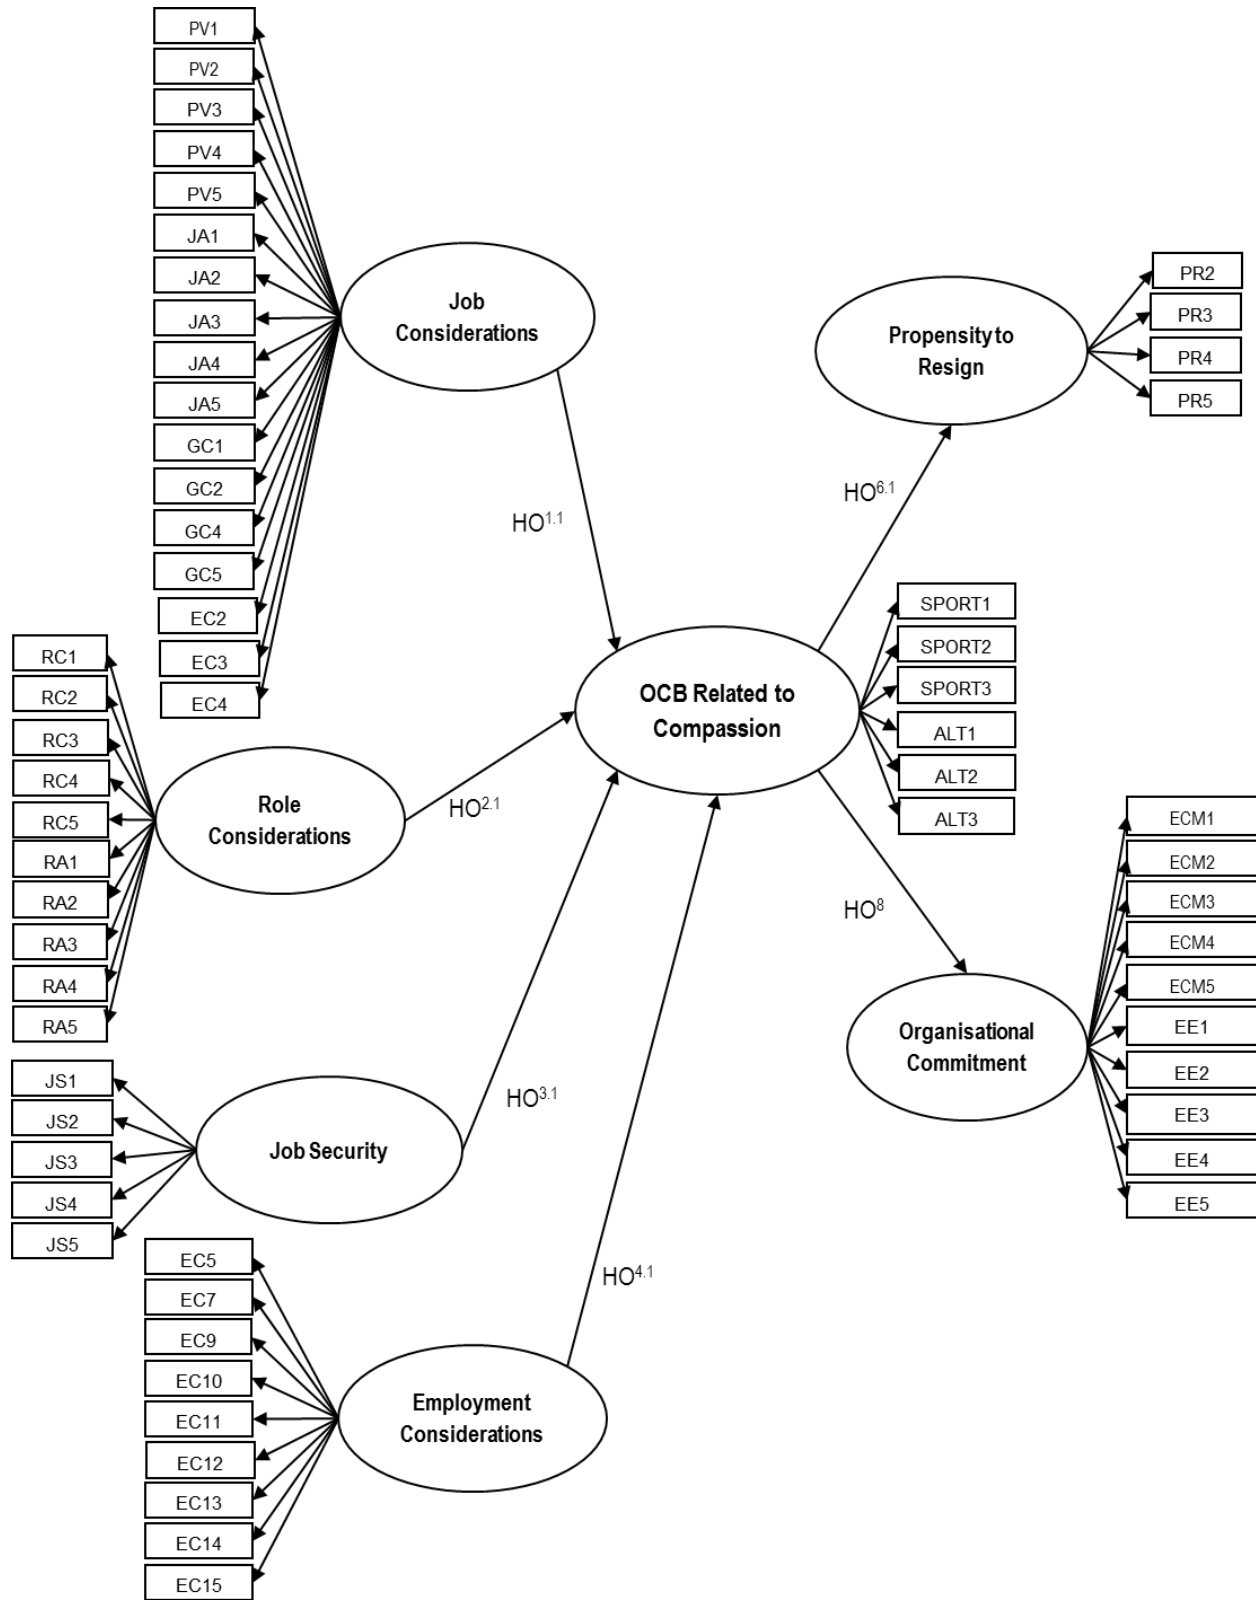 PV1
PV2
PV3
PV4
PV5
JA1
JA2
JA3
JA4
JA5
GC1
GC2
GC4
GC5
EC2
EC3
EC4
Job
Considerations
HO1.1
RC1
RC2
RC3
RC4
RC5
RA1
RA2
RA3
RA4
RA5
Role
Considerations
HO2.1
JS1
JS2
JS3
JS4
JS5
Job Security
HO3.1
EC5
EC7
EC9
EC10
EC11
EC12
EC13
EC14
EC15
Employment
Considerations
HO4.1
OCB Related to
Compassion
SPORT1
SPORT2
SPORT3
ALT1
ALT2
ALT3
HO6.1
Propensity to
Resign
PR2
PR3
PR4
PR5
HO8
Organisational
Commitment
ECM1
ECM2
ECM3
ECM4
ECM5
EE1
EE2
EE3
EE4
EE5